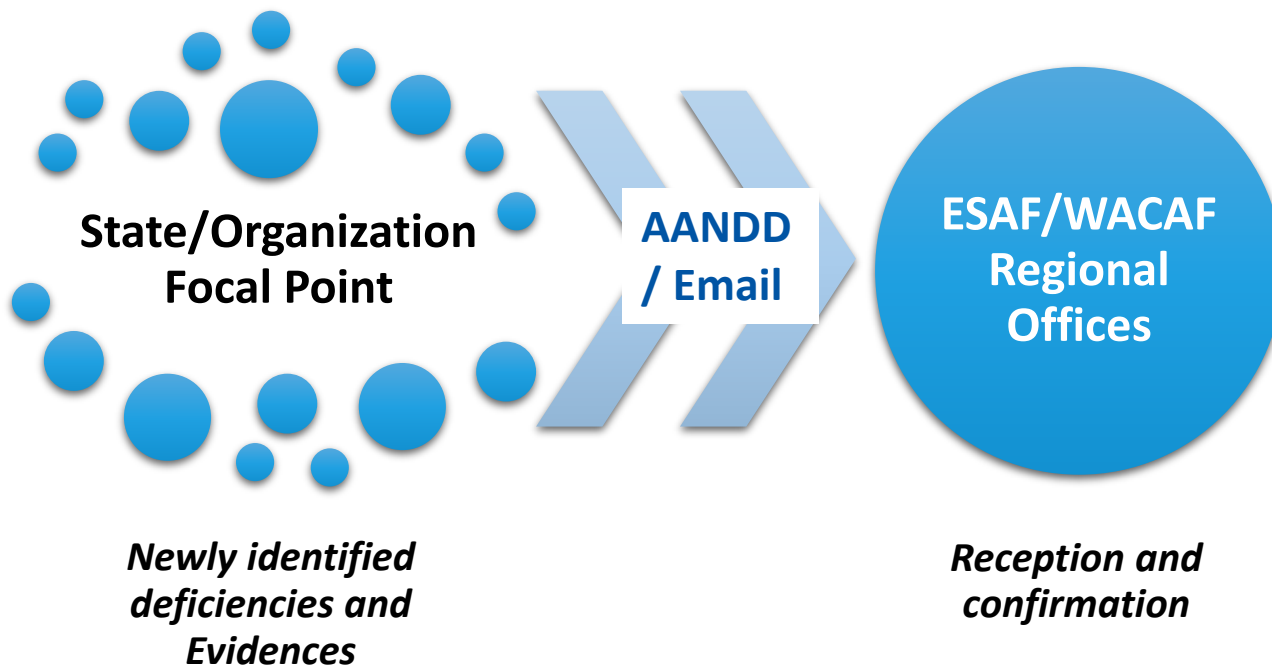 State/Organization
Focal Point
AANDD
/ Email
ESAF/WACAF
Regional
Offices
Newly identified
deficiencies and
Evidences
Reception and
confirmation